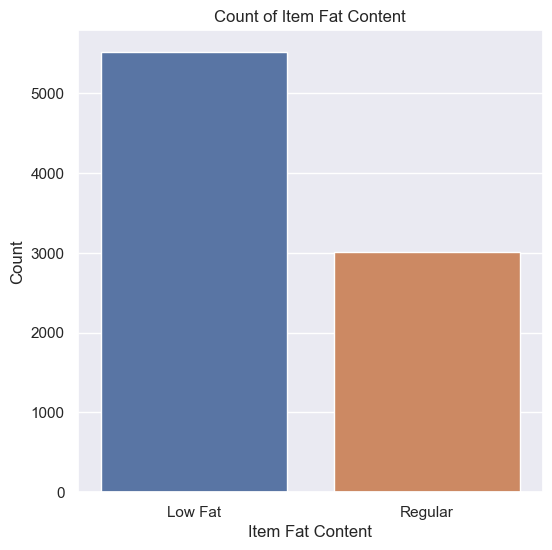 Count of Item Fat Content
Count
5000
4000
3000
2000
1000
0
Low Fat
Regular
Item Fat Content